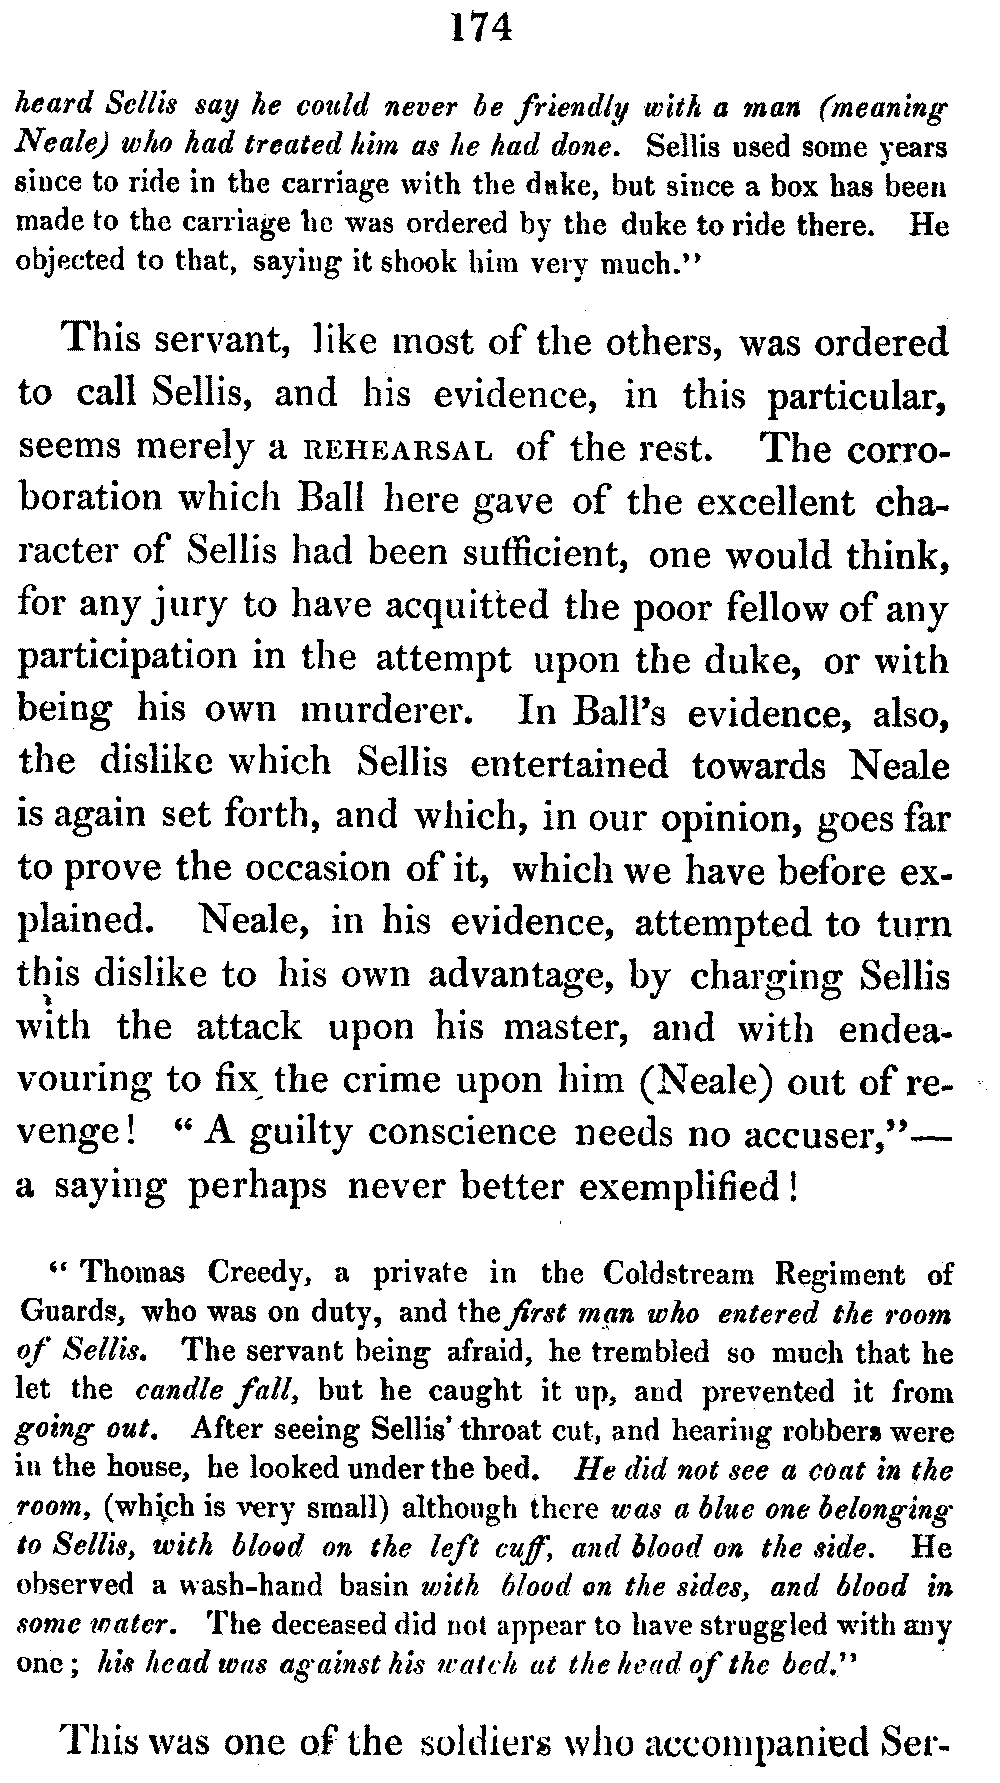 174
heard Sellis say he could never be friendly with a man (meaning
Neale) who had treated him as he had done. Sellis used some years
since to ride in the carriage with the duke, but since a box has been
made to the carriage he was ordered by the duke to ride there. He
objected to that, saying it shook him very much."
This servant, like most of the others, was ordered
to call Sellis, and his evidence, in this particular,
seems merely a REHEARSAL of the rest. The corro-
boration which Ball here gave of the excellent cha-
racter of Sellis had been sufficient, one would think,
for any jury to have acquitted the poor fellow of any
participation in the attempt upon the duke, or with
being his own murderer. In Ball's evidence, also,
the dislike which Sellis entertained towards Neale
is again set forth, and which, in our opinion, goes far
to prove the occasion of it, which we have before ex-
plained. Neale, in his evidence, attempted to turn
this dislike to his own advantage, by charging Sellis
with the attack upon his master, and with endea-
vouring to fix the crime upon him (Neale) out of re-
venge! "A guilty conscience needs no accuser,"—
a saying perhaps never better exemplified!
"Thomas Creedy, a private in the Coldstream Regiment of
Guards, who was on duty, and the first man who entered the room
of Sellis. The servant being afraid, he trembled so much that he
let the candle fall, but he caught it up, and prevented it from
going out. After seeing Sellis' throat cut, and hearing robbers were
in the house, he looked under the bed. He did not see a coat in the
room, (which is very small) although there was a blue one belonging
to Sellis, with blood on the left cuff, and blood on the side. He
observed a wash-hand basin with blood on the sides, and blood in
some water. The deceased did not appear to have struggled with any
one; his head was against his watch at the head of the bed."
This was one of the soldiers who accompanied Ser-